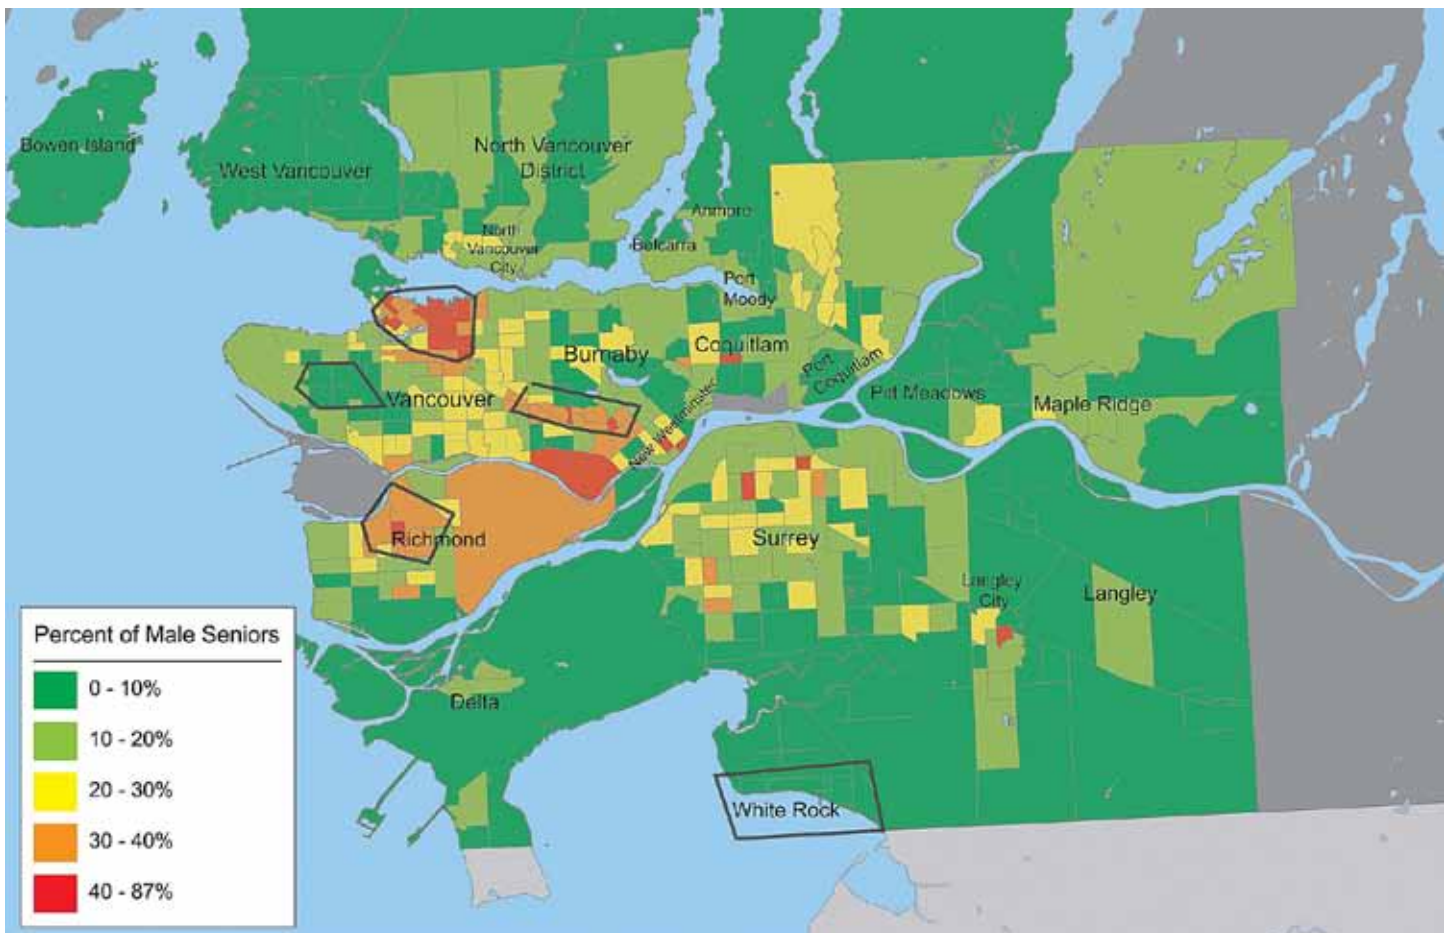 Bowen Island
West Vancouver
North Vancouver
District
Anmore
North
Vancouver
City
Belcarra
Port
Moody
Burnaby
Coquitlam
Port
Coquitlam
Vancouver
New Westminster
Pitt Meadows
Maple Ridge
Richmond
Surrey
Langley
City
Langley
Delta
White Rock
Percent of Male Seniors
0 - 10%
10 - 20%
20 - 30%
30 - 40%
40 - 87%